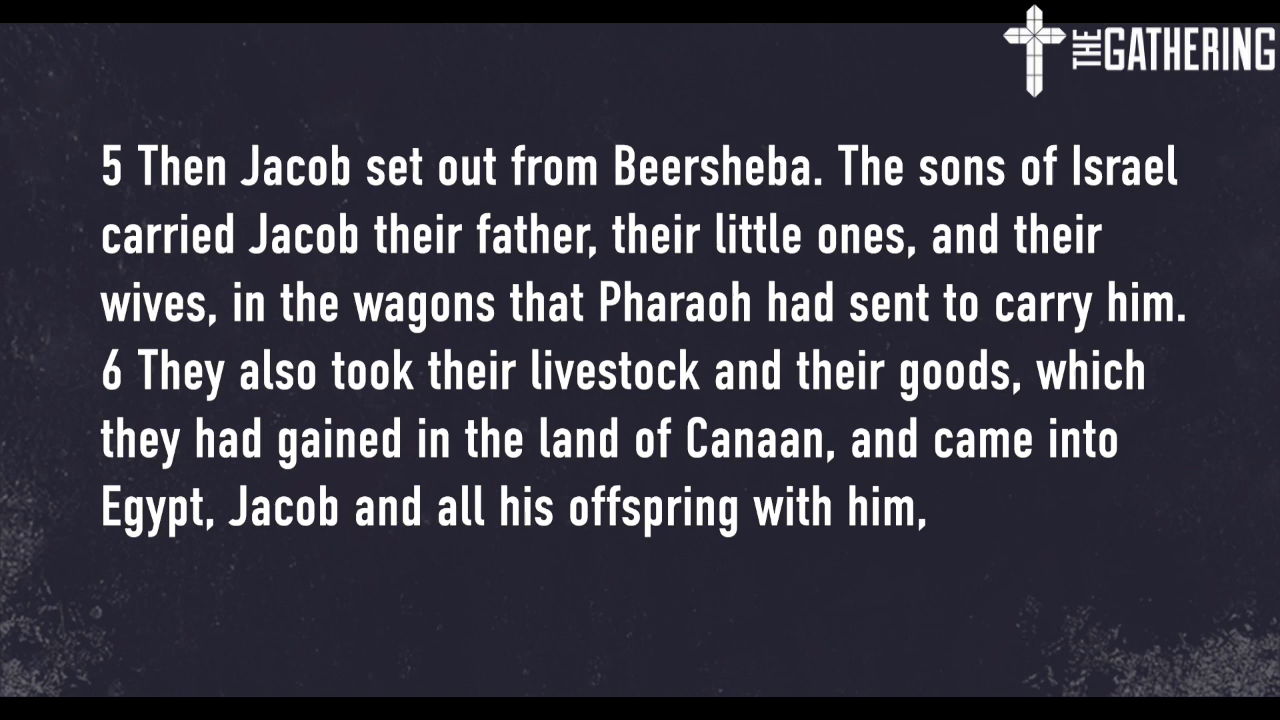 THE GATHERING
5 Then Jacob set out from Beersheba. The sons of Israel
carried Jacob their father, their little ones, and their
wives, in the wagons that Pharaoh had sent to carry him.
6 They also took their livestock and their goods, which
they had gained in the land of Canaan, and came into
Egypt, Jacob and all his offspring with him,